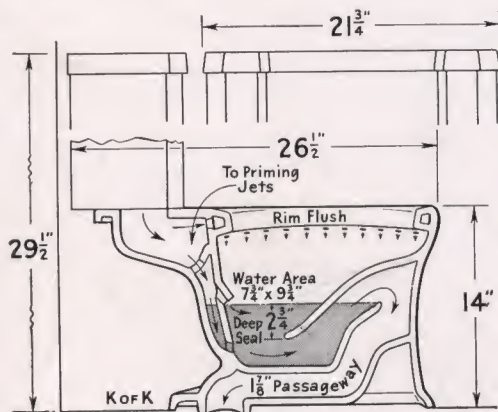 21 3/4"
26 1/2"
To Priming
Jets
Rim Flush
29 1/2"
Water Area
7 3/4" x 9 3/4"
2 3/4"
Deep
Seal
14"
K OF K
1 7/8" Passageway